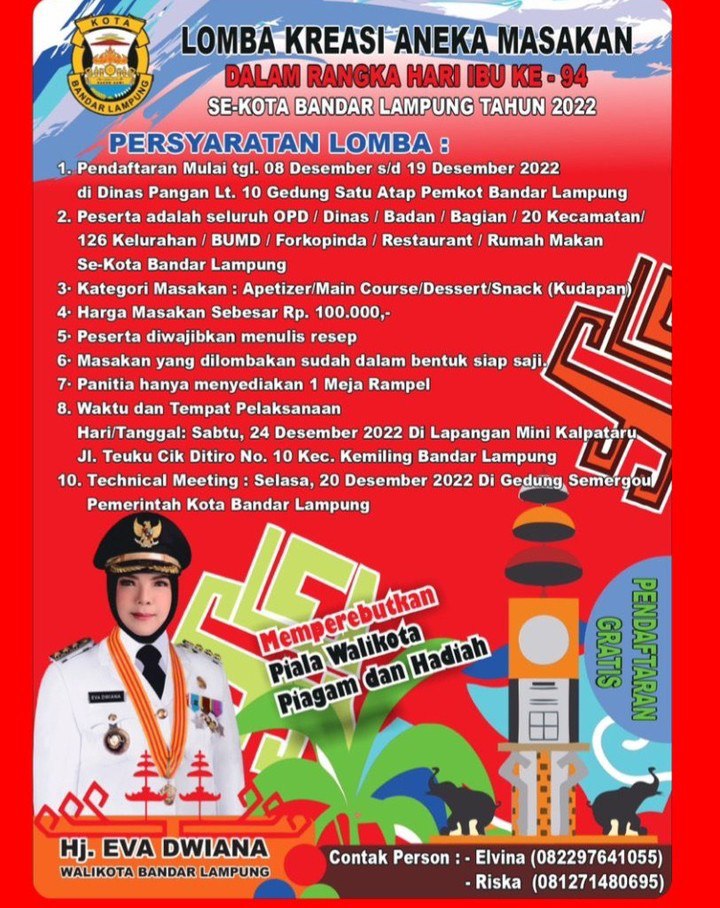 KOTA
BANDAR LAMPUNG
LOMBA KREASI ANEKA MASAKAN
DALAM RANGKA HARI IBU KE - 94
SE-KOTA BANDAR LAMPUNG TAHUN 2022
PERSYARATAN LOMBA :
1. Pendaftaran Mulai tgl. 08 Desember s/d 19 Desember 2022
di Dinas Pangan Lt. 10 Gedung Satu Atap Pemkot Bandar Lampung
2. Peserta adalah seluruh OPD / Dinas / Badan / Bagian / 20 Kecamatan/
126 Kelurahan / BUMD / Forkopinda / Restaurant / Rumah Makan
Se-Kota Bandar Lampung
3. Kategori Masakan : Apetizer/Main Course/Dessert/Snack (Kudapan)
4. Harga Masakan Sebesar Rp. 100.000,-
5. Peserta diwajibkan menulis resep
6. Masakan yang dilombakan sudah dalam bentuk siap saji.
7. Panitia hanya menyediakan 1 Meja Rampel
8. Waktu dan Tempat Pelaksanaan
Hari/Tanggal: Sabtu, 24 Desember 2022 Di Lapangan Mini Kalpataru
Jl. Teuku Cik Ditiro No. 10 Kec. Kemiling Bandar Lampung
10. Technical Meeting : Selasa, 20 Desember 2022 Di Gedung Semergou
Pemerintah Kota Bandar Lampung
Memperebutkan
Piala Walikota
Piagam dan Hadiah
PENDAFTARAN
GRATIS
EVA DWIANA
Hj. EVA DWIANA
WALIKOTA BANDAR LAMPUNG
Contak Person : - Elvina (082297641055)
- Riska (081271480695)